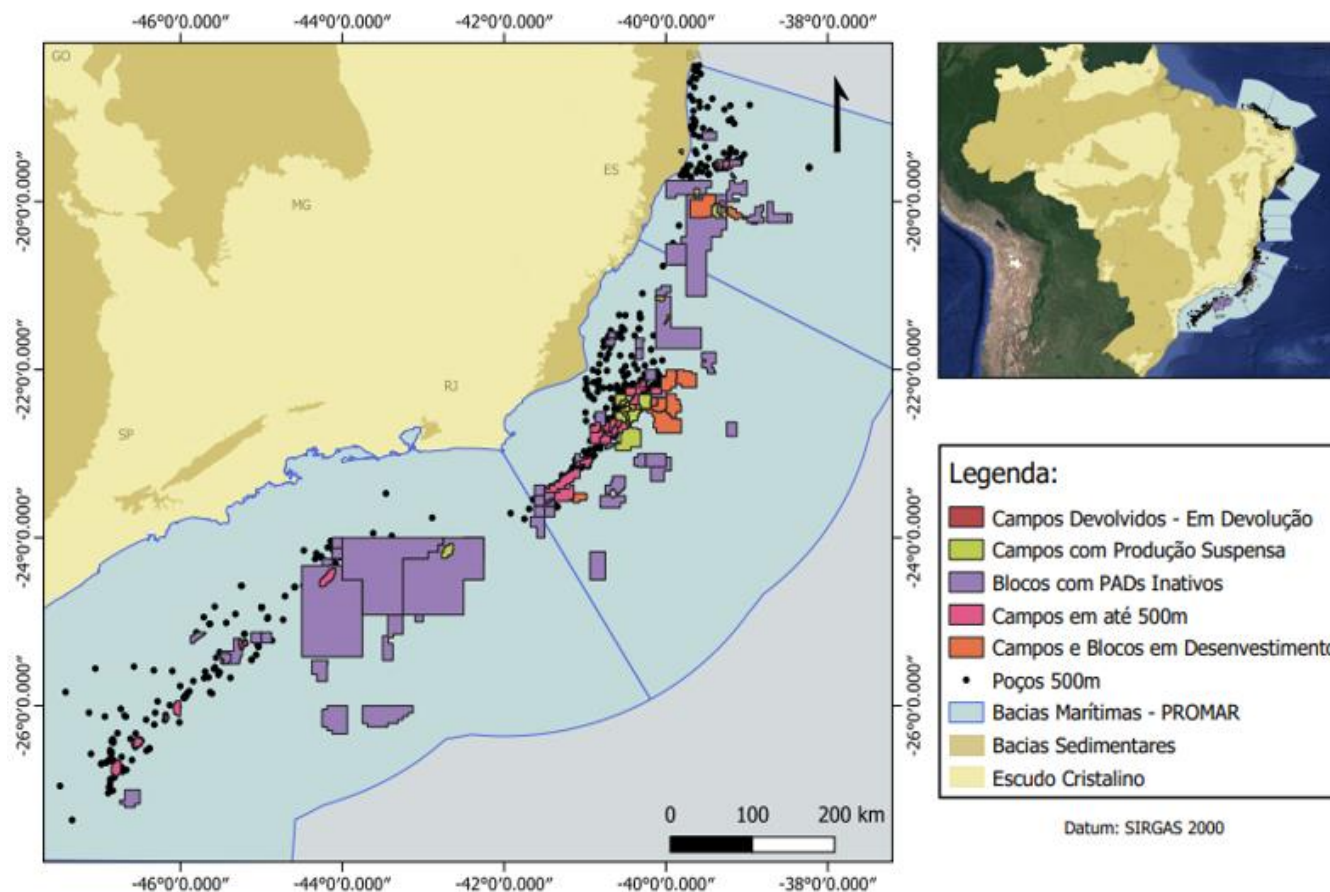 -46°0'0.000″ -44°0'0.000″ -42°0'0.000″ -40°0'0.000″ -38°0'0.000″
GO
ES
MG
RJ
SP
-20°0'0.000″
-22°0'0.000″
-24°0'0.000″
-26°0'0.000″
-20°0'0.000″
-22°0'0.000″
-24°0'0.000″
-26°0'0.000″
0 100 200 km
-46°0'0.000″ -44°0'0.000″ -42°0'0.000″ -40°0'0.000″ -38°0'0.000″
Legenda:
Campos Devolvidos - Em Devolução
Campos com Produção Suspensa
Blocos com PADs Inativos
Campos em até 500m
Campos e Blocos em Desenvestimento
Poços 500m
Bacias Marítimas - PROMAR
Bacias Sedimentares
Escudo Cristalino
Datum: SIRGAS 2000